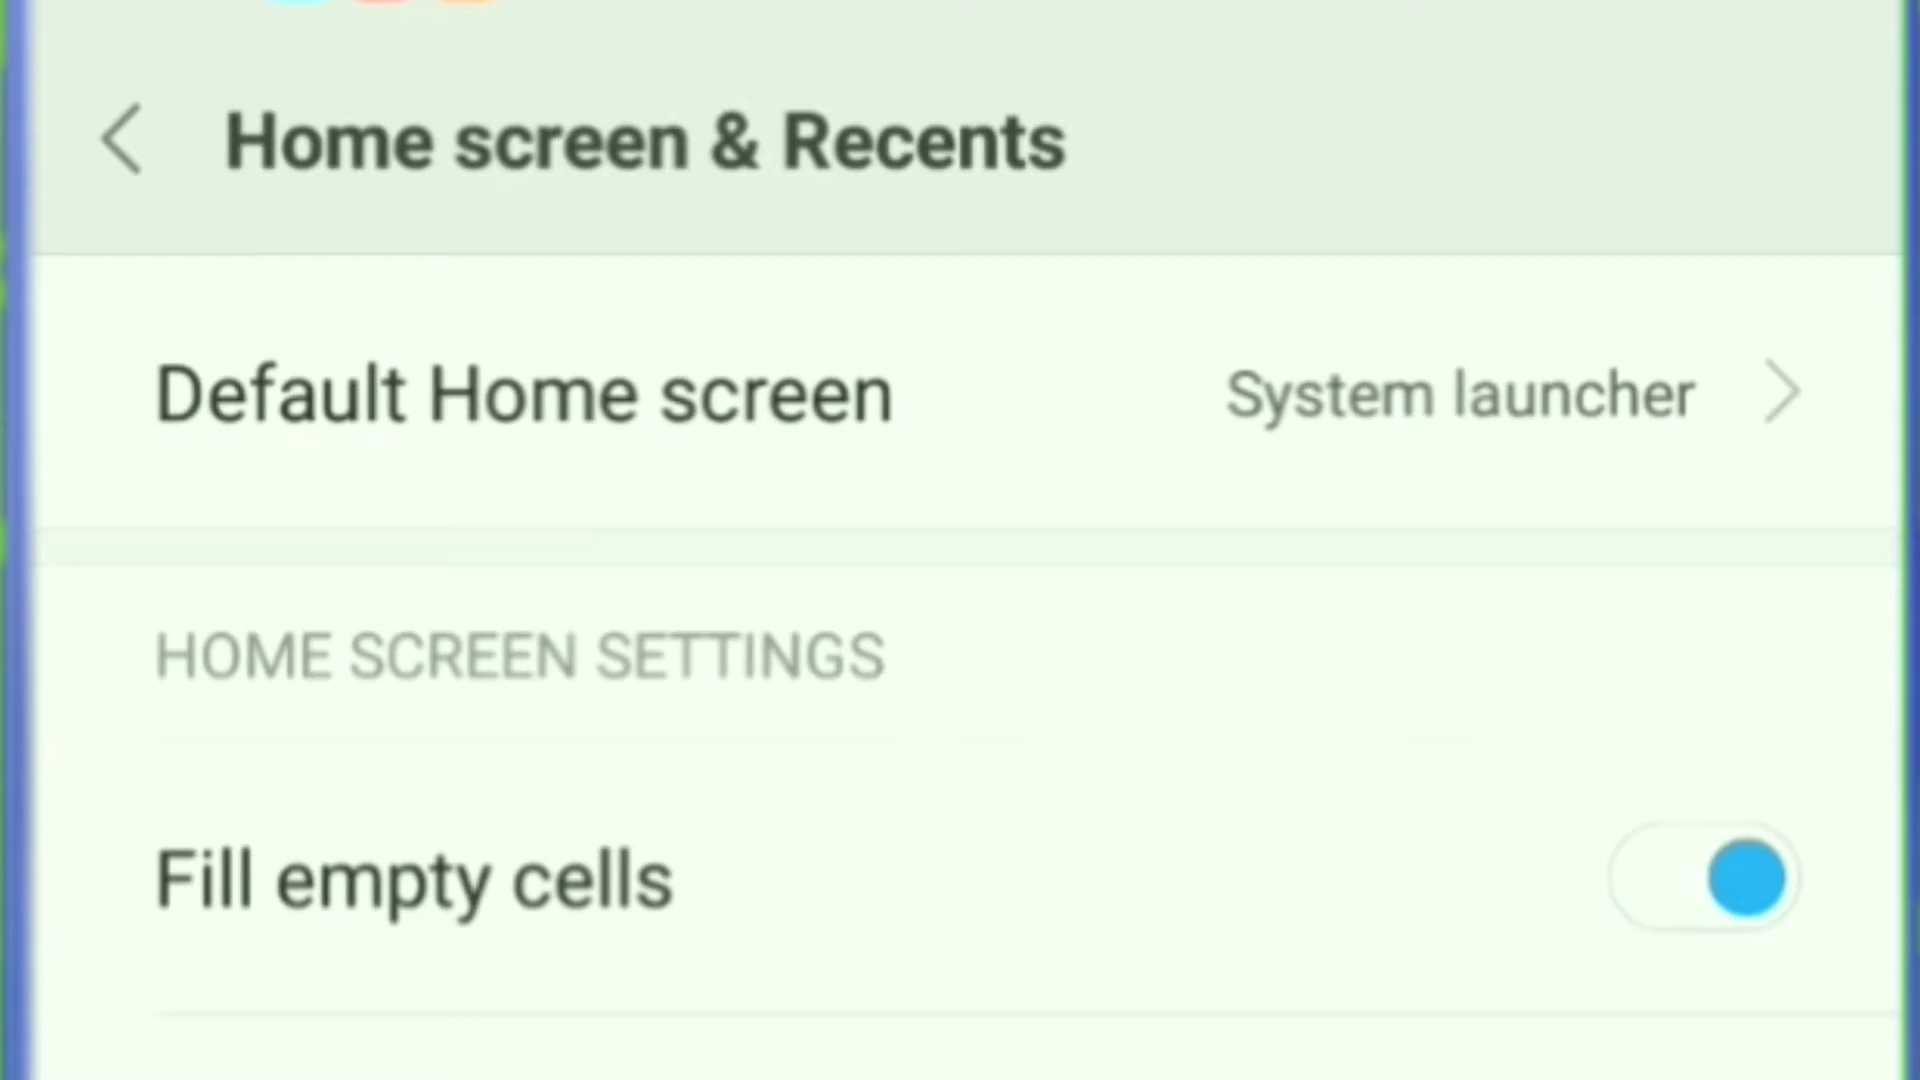 Home screen & Recents
Default Home screen System launcher
HOME SCREEN SETTINGS
Fill empty cells